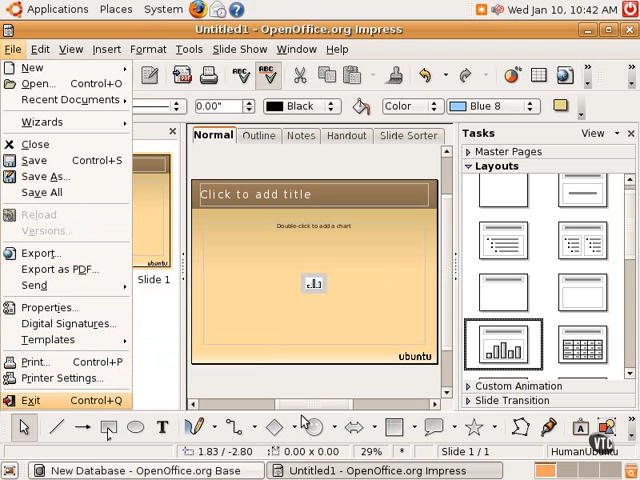 Applications Places System
Wed Jan 10, 10:42 AM
Untitled1 - OpenOffice.org Impress
File Edit View Insert Format Tools Slide Show Window Help
New
Open... Control+O
Recent Documents
Wizards
Close
Save Control+S
Save As...
Save All
Reload
Versions...
Export...
Export as PDF...
Send
Properties...
Digital Signatures...
Templates
Print... Control+P
Printer Settings...
Exit Control+Q
ABC ABC
0.00" Black Color Blue 8
ubuntu
Slide 1
Normal Outline Notes Handout Slide Sorter
Click to add title
Double-click to add a chart
ubuntu
Tasks View
Master Pages
Layouts
Custom Animation
Slide Transition
T
A
VTC
1.83 / -2.80 0.00 x 0.00 29% * Slide 1 / 1 HumanUbuntu
New Database - OpenOffice.org Base
Untitled1 - OpenOffice.org Impress